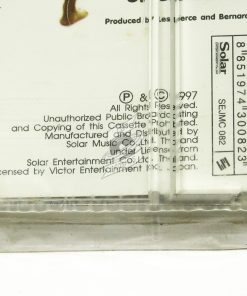 Produced by Les Pierce and Bernard
℗ & © 1997
All Rights Reserved.
Unauthorized Public Broadcasting
and Copying of this Cassette Prohibited.
Manufactured and Distributed by
Solar Music Co., Ltd. Thailand
under License from
Solar Entertainment Co., Ltd. Thailand.
Licensed by Victor Entertainment Inc. Japan
Solar
SEJMC 082
8 851974 300823